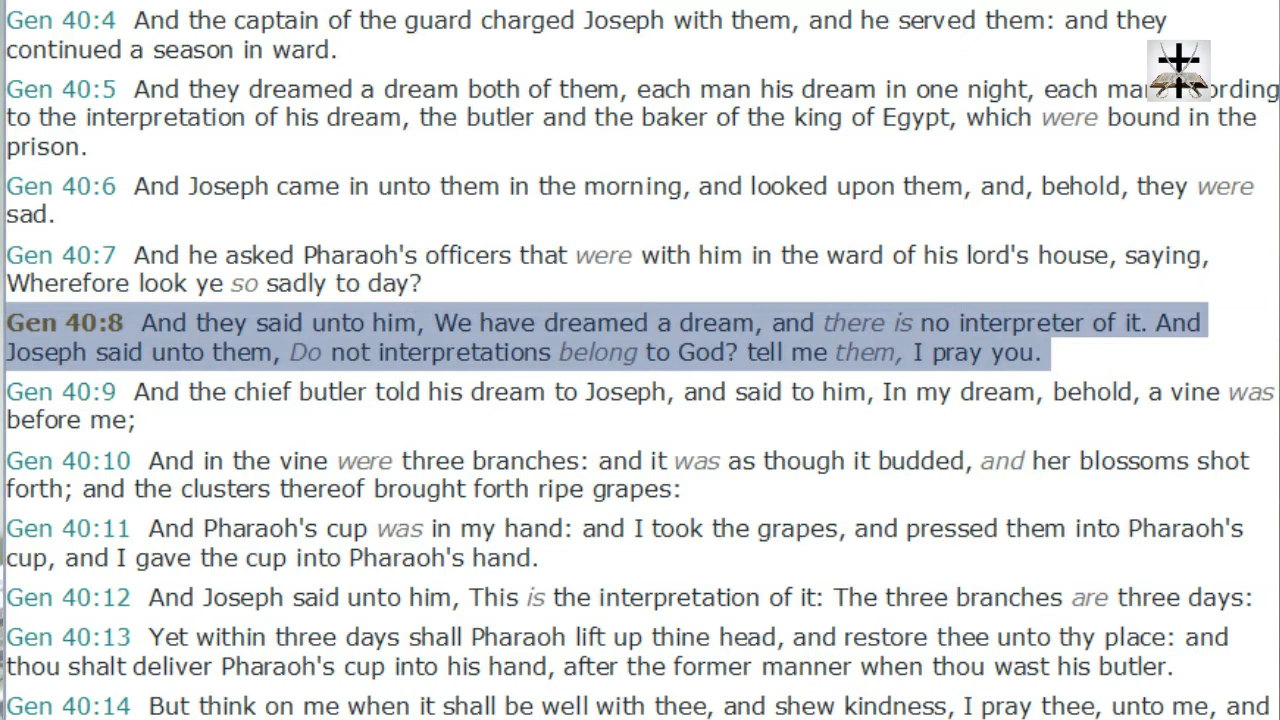 Gen 40:4 And the captain of the guard charged Joseph with them, and he served them: and they
continued a season in ward.
Gen 40:5 And they dreamed a dream both of them, each man his dream in one night, each
to the interpretation of his dream, the butler and the baker of the king of Egypt, which were bound in the
prison.
Gen 40:6 And Joseph came in unto them in the morning, and looked upon them, and, behold, they were
sad.
Gen 40:7 And he asked Pharaoh's officers that were with him in the ward of his lord's house, saying,
Wherefore look ye so sadly to day?
Gen 40:8 And they said unto him, We have dreamed a dream, and there is no interpreter of it. And
Joseph said unto them, Do not interpretations belong to God? tell me them, I pray you.
Gen 40:9 And the chief butler told his dream to Joseph, and said to him, In my dream, behold, a vine was
before me;
Gen 40:10 And in the vine were three branches: and it was as though it budded, and her blossoms shot
forth; and the clusters thereof brought forth ripe grapes:
Gen 40:11 And Pharaoh's cup was in my hand: and I took the grapes, and pressed them into Pharaoh's
cup, and I gave the cup into Pharaoh's hand.
Gen 40:12 And Joseph said unto him, This is the interpretation of it: The three branches are three days:
Gen 40:13 Yet within three days shall Pharaoh lift up thine head, and restore thee unto thy place: and
thou shalt deliver Pharaoh's cup into his hand, after the former manner when thou wast his butler.
Gen 40:14 But think on me when it shall be well with thee, and shew kindness, I pray thee, unto me, and